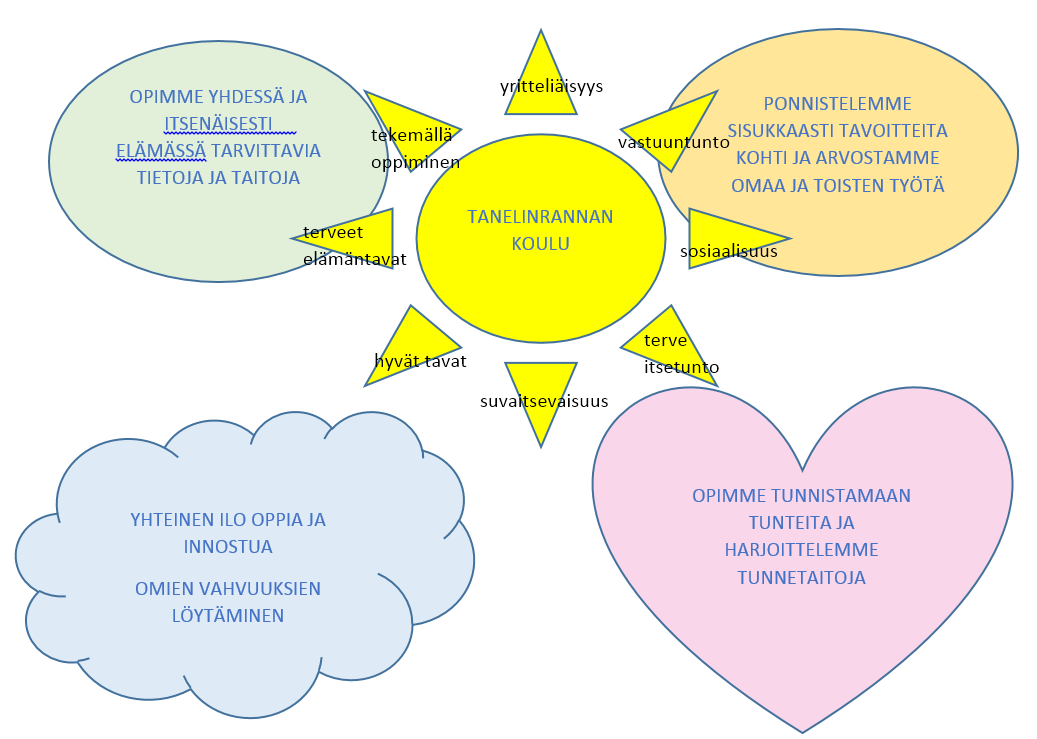 OPIMME YHDESSÄ JA
ITSENÄISESTI
ELÄMÄSSÄ TARVITTAVIA
TIETOJA JA TAITOJA
yritteliäisyys
PONNISTELEMME
SISUKKAASTI TAVOITTEITA
KOHTI JA ARVOSTAMME
OMAA JA TOISTEN TYÖTÄ
tekemällä
oppiminen
vastuuntunto
TANELINRANNAN
KOULU
terveet
elämäntavat
sosiaalisuus
hyvät tavat
terve
itsetunto
suvaitsevaisuus
YHTEINEN ILO OPPIA JA
INNOSTUA
OMIEN VAHVUUKSIEN
LÖYTÄMINEN
OPIMME TUNNISTAMAAN
TUNTEITA JA
HARJOITTELEMME
TUNNETAITOJA